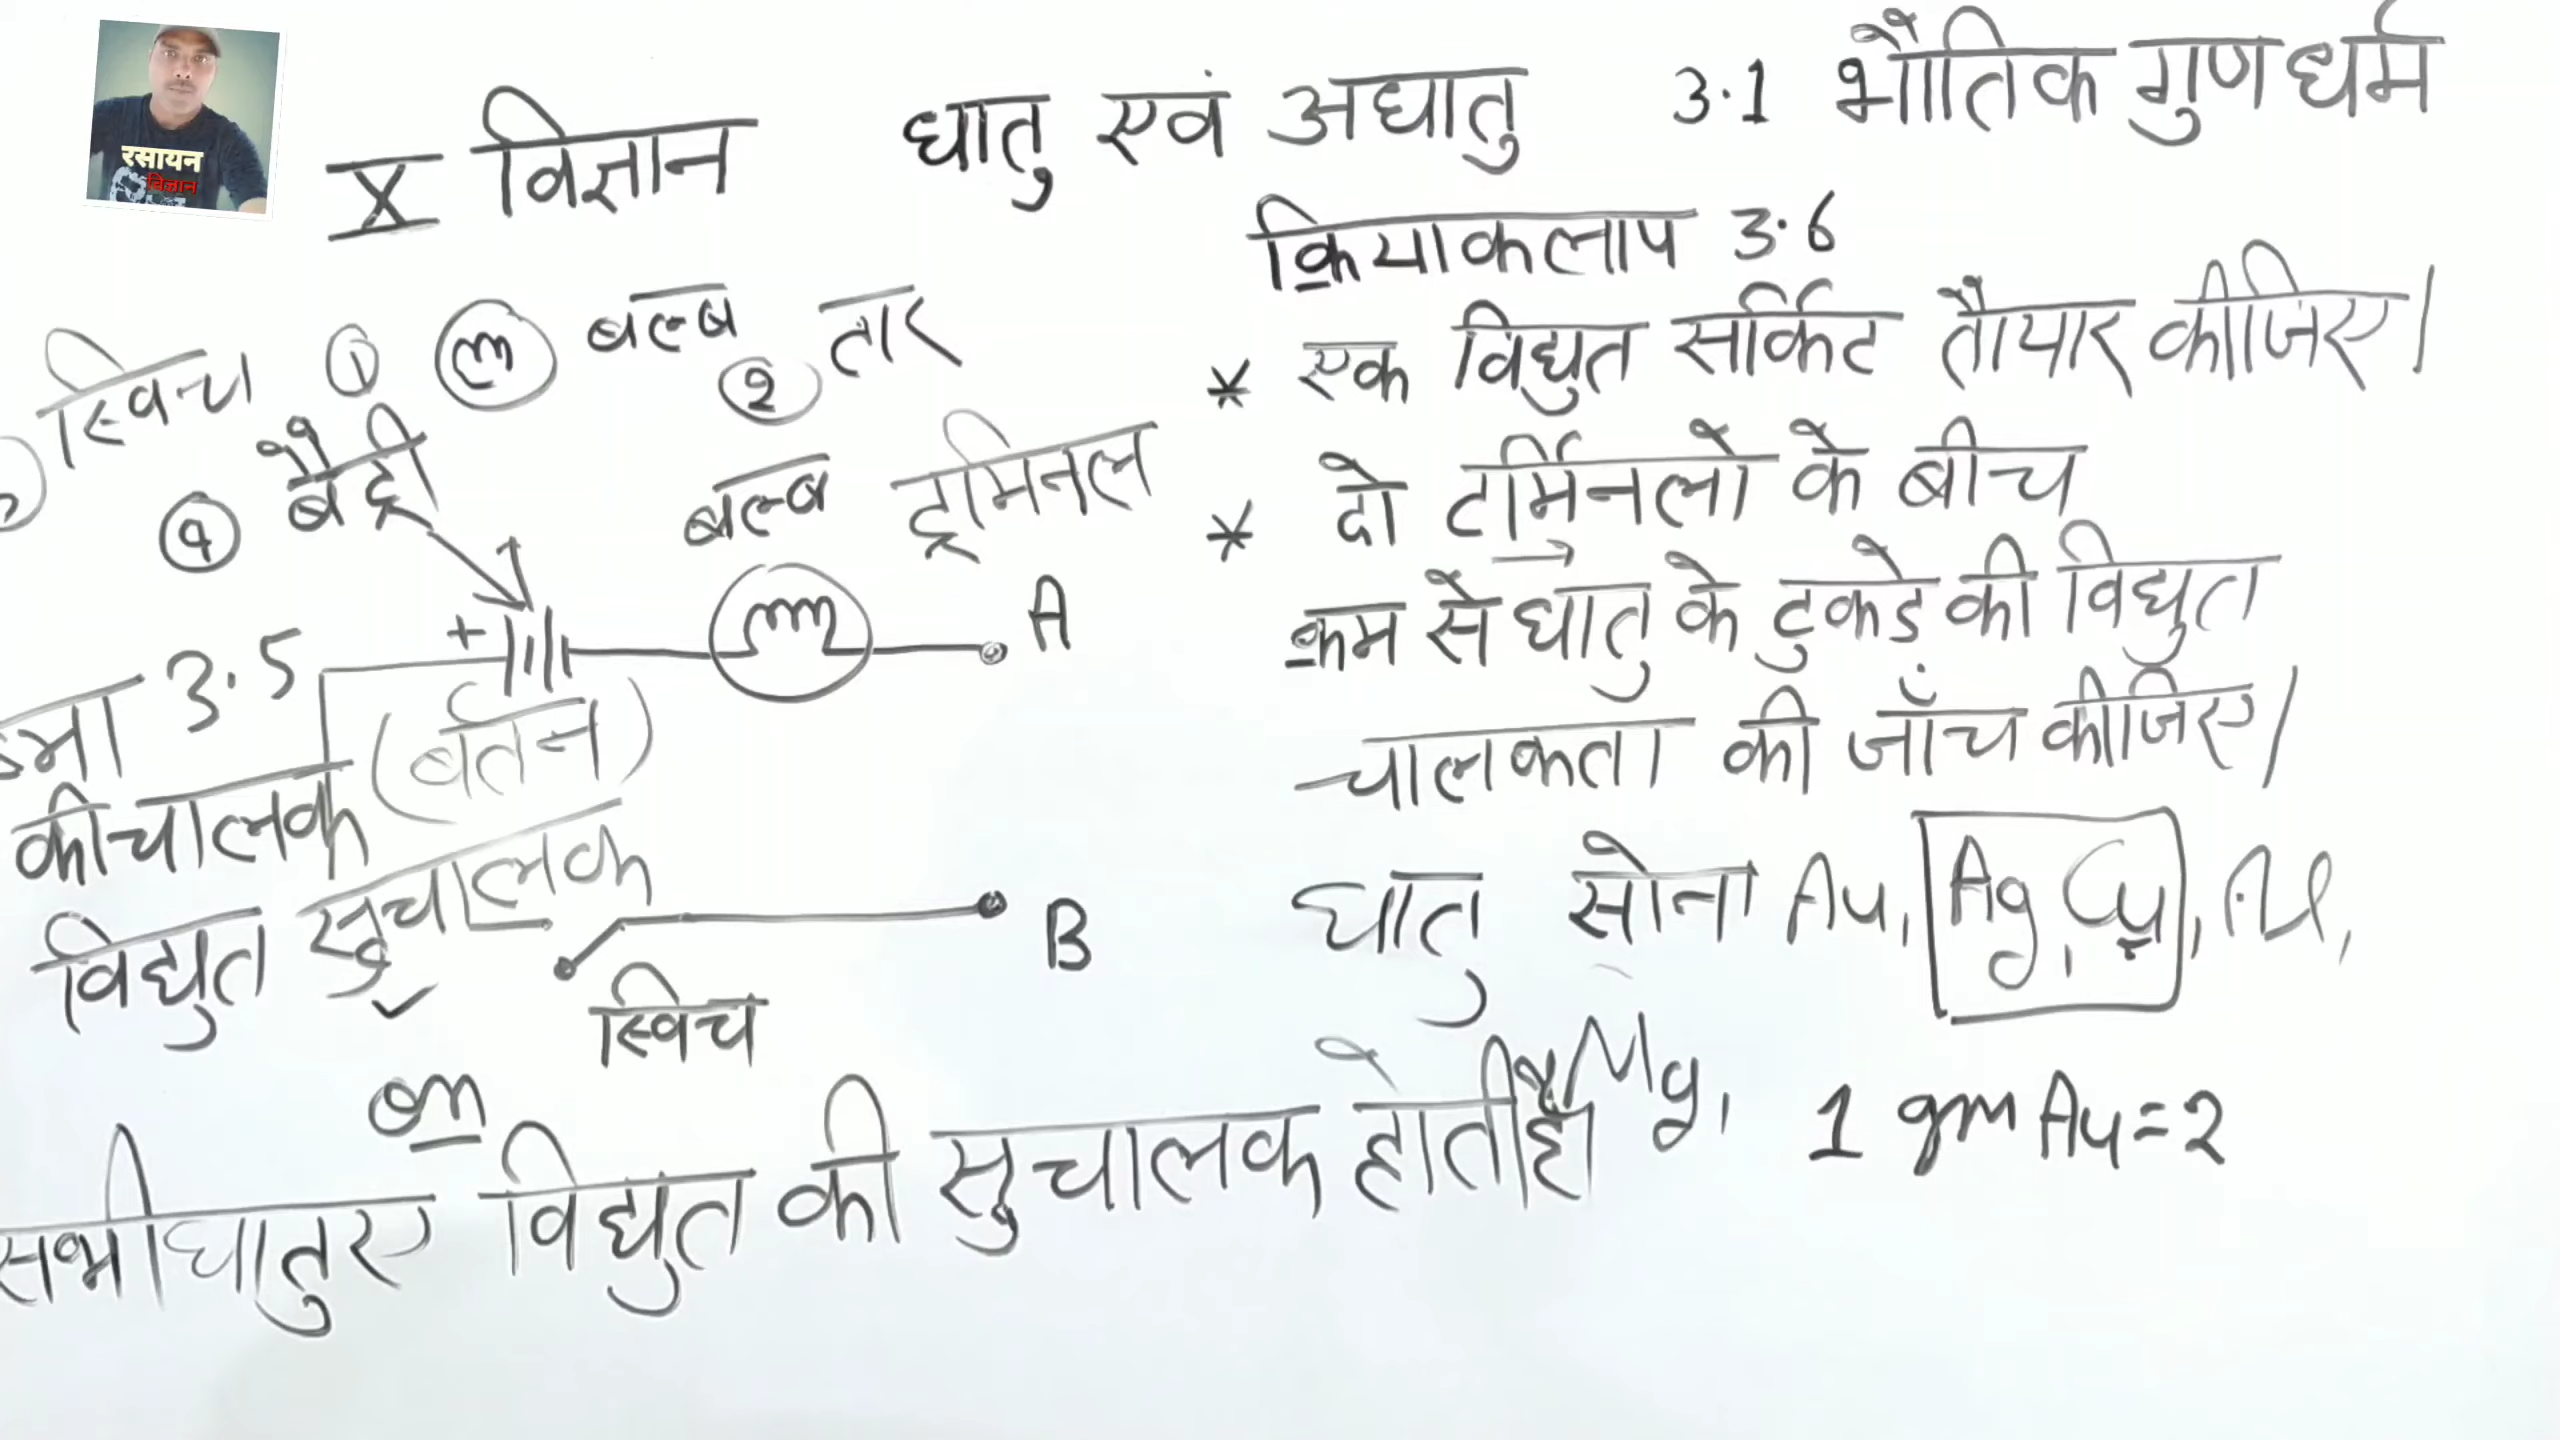 रसायन
विज्ञान
X विज्ञान धातु एवं अधातु 3.1 भौतिक गुणधर्म
क्रियाकलाप 3.6
स्विच 1 बल्ब 2 तार
* एक विद्युत सर्किट तैयार कीजिए।
बैट्री
बल्ब ट्रमिनल
* दो टर्मिनलो के बीच
+ A
क्रम से धातु के टुकड़े की विद्युत
3.5
चालकता की जाँच कीजिए।
की चालक (बर्तन)
विद्युत सुचालक
B
धातु सोना Au, Ag, Cu, Al,
स्विच
Mg,
1 gm Au = 2
सभी धातुए विद्युत की सुचालक होती है।